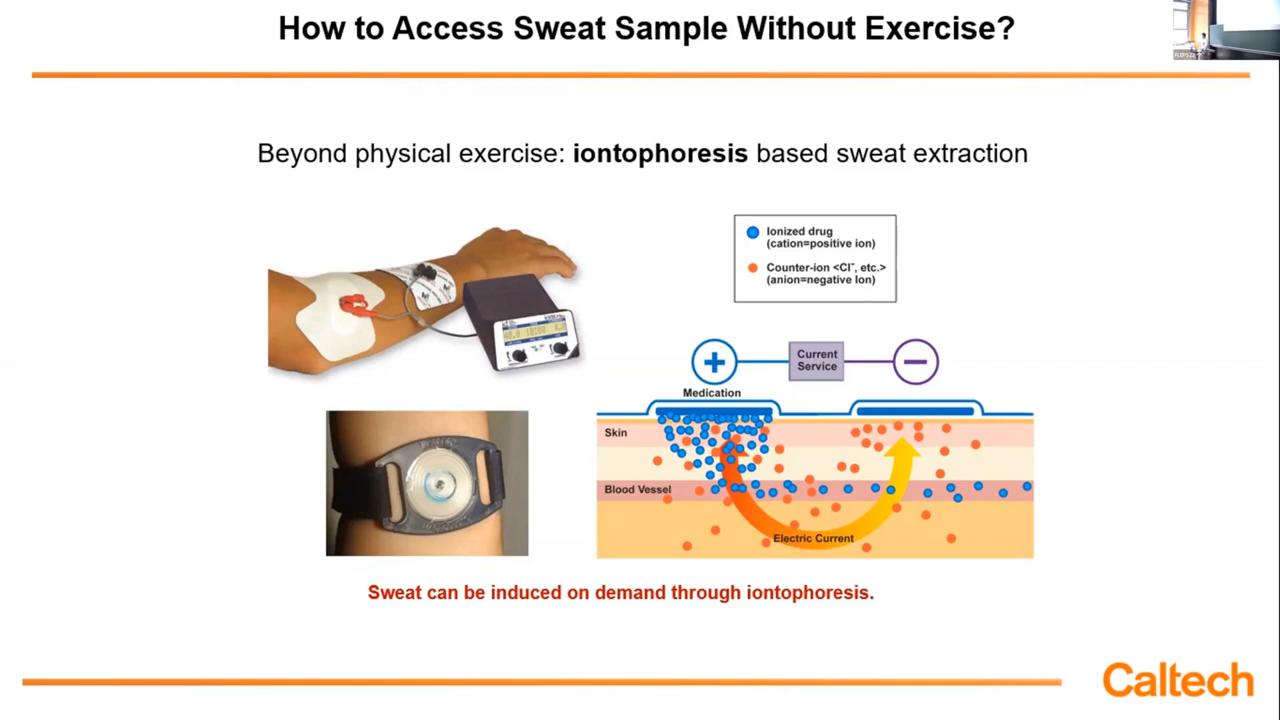 How to Access Sweat Sample Without Exercise?
Beyond physical exercise: iontophoresis based sweat extraction
Ionized drug
(cation=positive ion)
Counter-ion <Cl⁻, etc.>
(anion=negative Ion)
+
Current
Service
−
Medication
Skin
Blood Vessel
Electric Current
Sweat can be induced on demand through iontophoresis.
Caltech